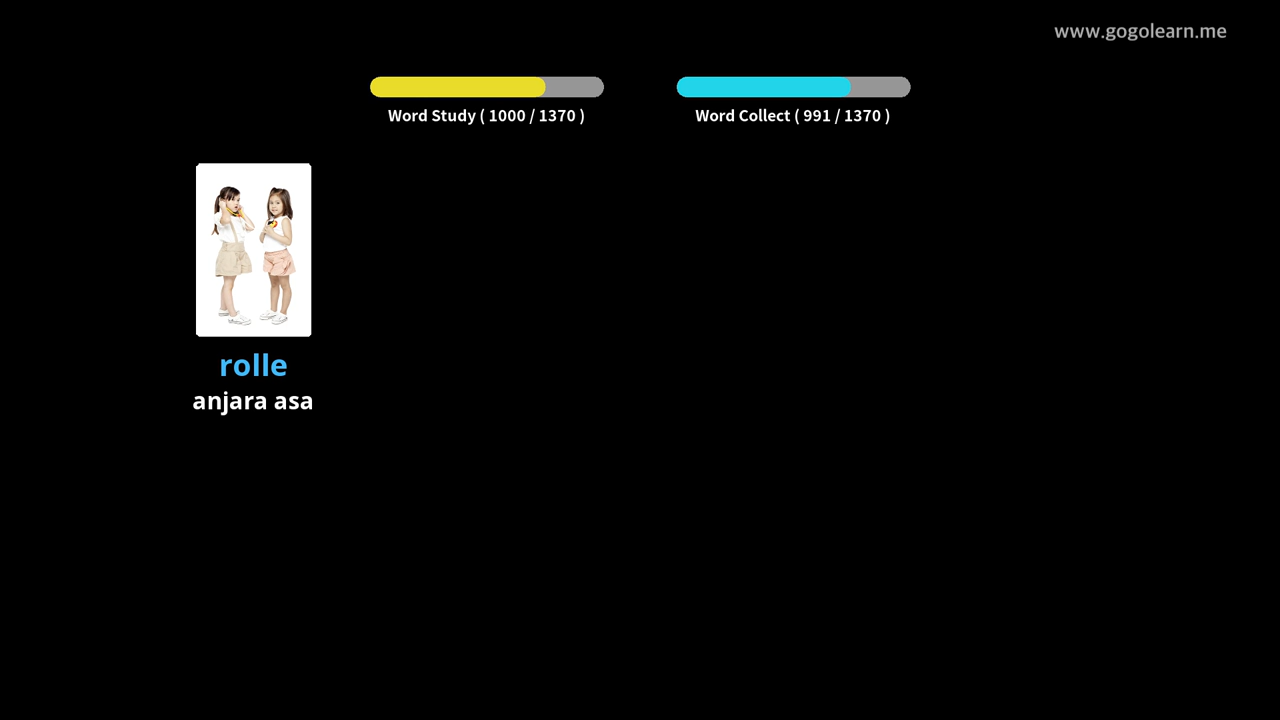 www.gogolearn.me
Word Study ( 1000 / 1370 )
Word Collect ( 991 / 1370 )
rolle
anjara asa